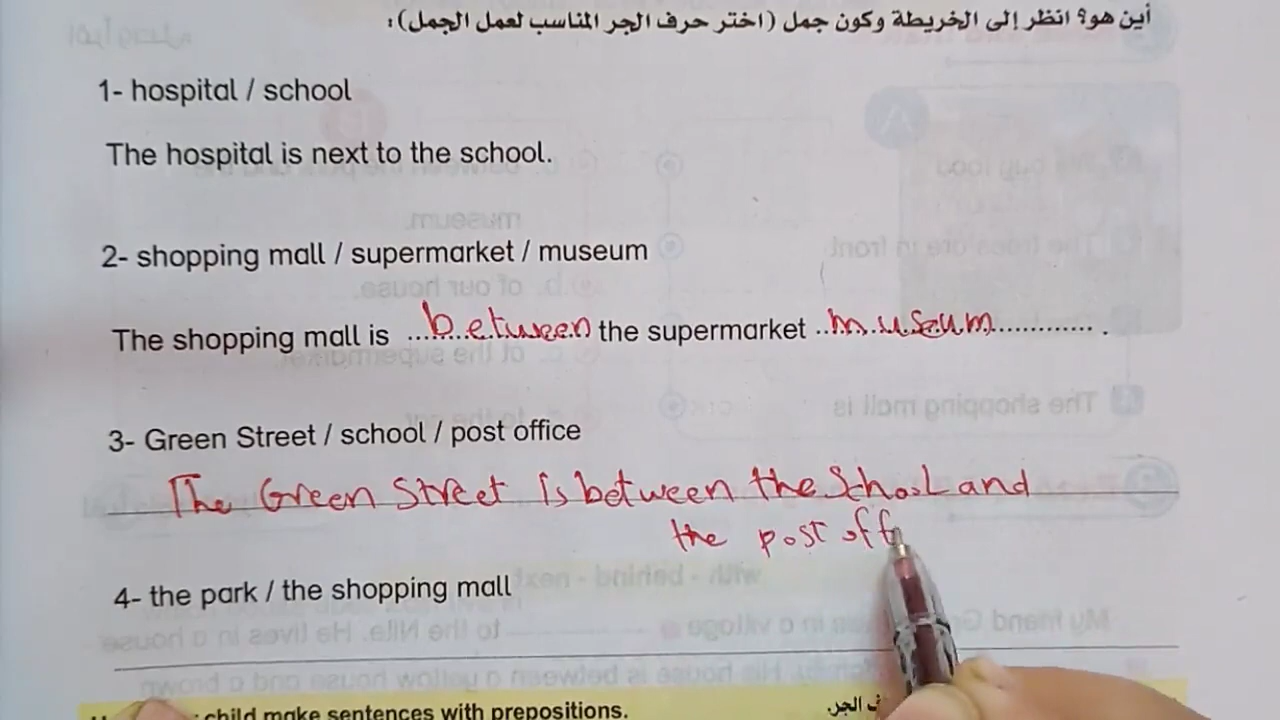 أين هو؟ انظر إلى الخريطة وكون جمل (اختر حرف الجر المناسب لعمل الجمل):
1- hospital / school
The hospital is next to the school.
2- shopping mall / supermarket / museum
The shopping mall is ........between the supermarket ..museum............. .
3- Green Street / school / post office
The Green Street is between the School and
the post off
4- the park / the shopping mall
child make sentences with prepositions.
الجر.